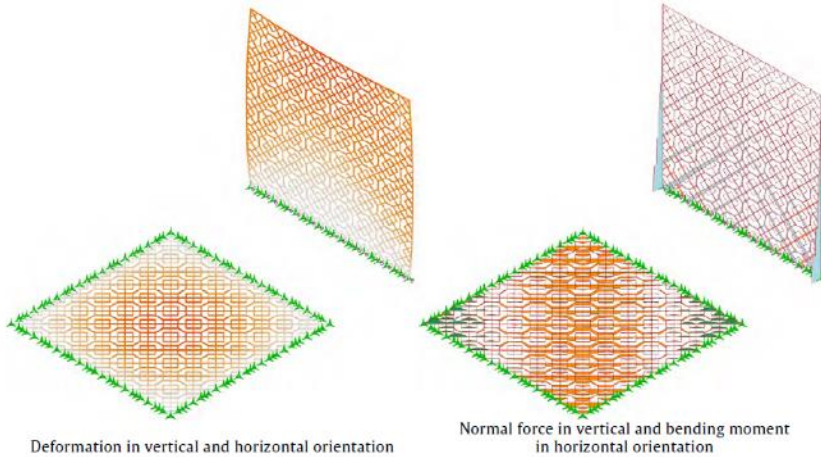 Deformation in vertical and horizontal orientation
Normal force in vertical and bending moment
in horizontal orientation